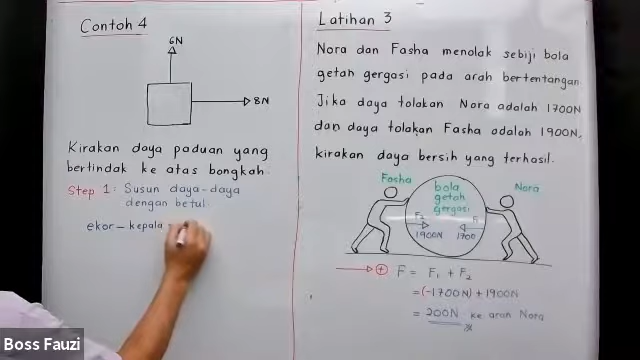 Contoh 4
6N
8N
Kirakan daya paduan yang
bertindak ke atas bongkah.
Step 1: Susun daya-daya
dengan betul.
ekor – kepala –
Latihan 3
Nora dan Fasha menolak sebiji bola
getah gergasi pada arah bertentangan.
Jika daya tolakan Nora adalah 1700N
dan daya tolakan Fasha adalah 1900N,
kirakan daya bersih yang terhasil.
Fasha
bola
getah
gergasi
Nora
F₂
F₁
1900N
1700
+ F = F₁ + F₂
= (-1700N) + 1900N
= 200N ke arah Nora
Boss Fauzi